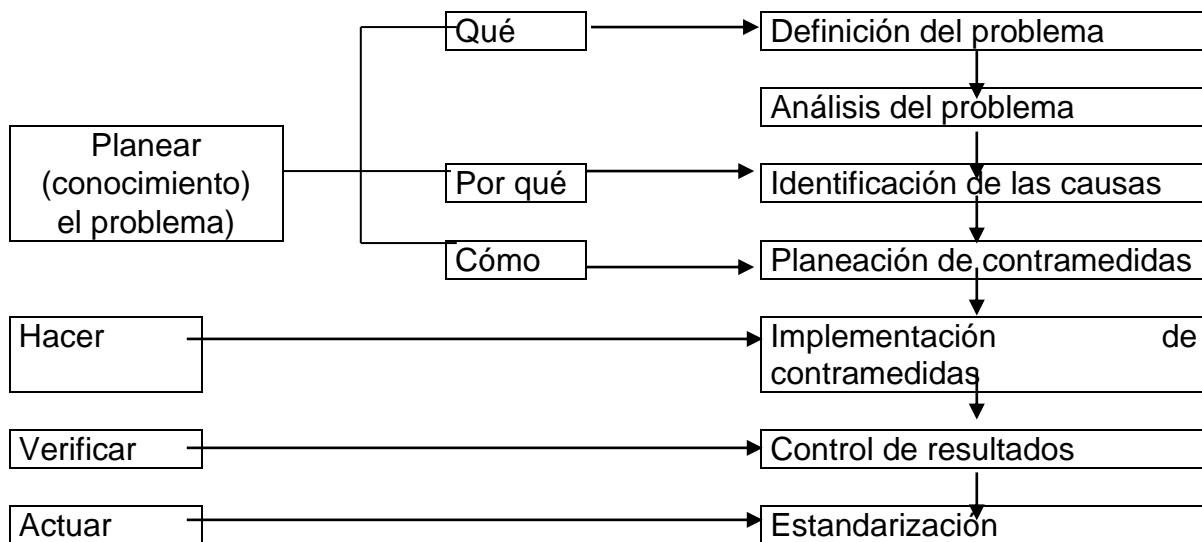 Qué
Definición del problema
Análisis del problema
Planear
(conocimiento)
el problema)
Por qué
Identificación de las causas
Cómo
Planeación de contramedidas
Hacer
Implementación de
contramedidas
Verificar
Control de resultados
Actuar
Estandarización